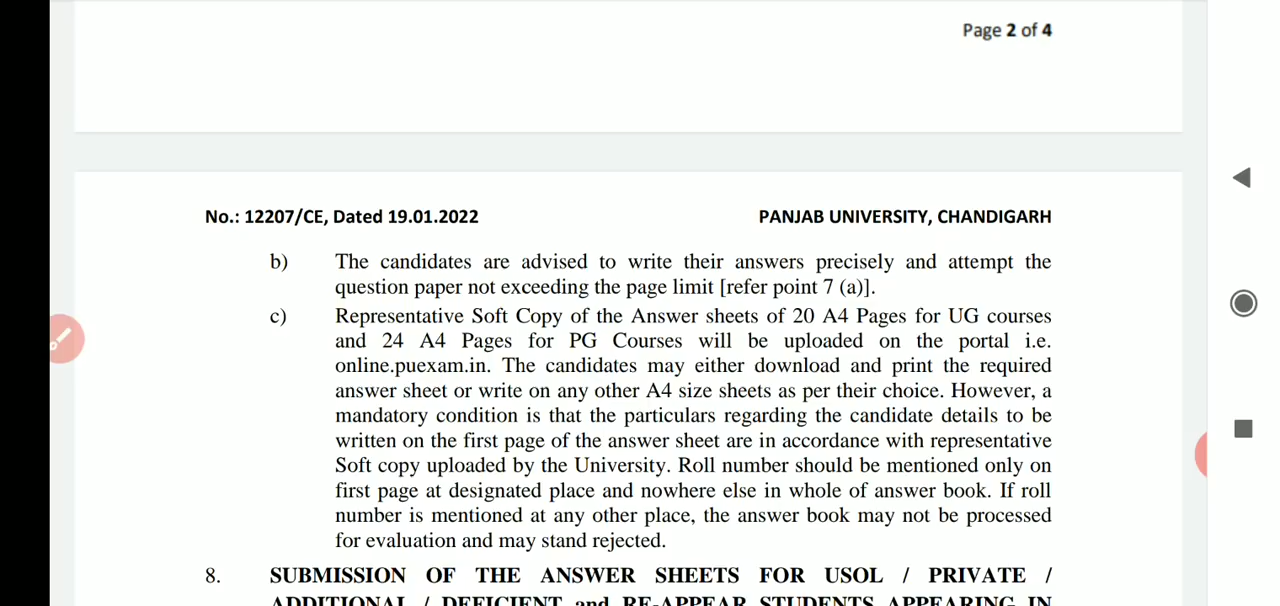 Page 2 of 4
No.: 12207/CE, Dated 19.01.2022 PANJAB UNIVERSITY, CHANDIGARH
b) The candidates are advised to write their answers precisely and attempt the
question paper not exceeding the page limit [refer point 7 (a)].
c) Representative Soft Copy of the Answer sheets of 20 A4 Pages for UG courses
and 24 A4 Pages for PG Courses will be uploaded on the portal i.e.
online.puexam.in. The candidates may either download and print the required
answer sheet or write on any other A4 size sheets as per their choice. However, a
mandatory condition is that the particulars regarding the candidate details to be
written on the first page of the answer sheet are in accordance with representative
Soft copy uploaded by the University. Roll number should be mentioned only on
first page at designated place and nowhere else in whole of answer book. If roll
number is mentioned at any other place, the answer book may not be processed
for evaluation and may stand rejected.
8. SUBMISSION OF THE ANSWER SHEETS FOR USOL / PRIVATE /
ADDITIONAL / DEFICIENT and RE-APPEAR STUDENTS APPEARING IN